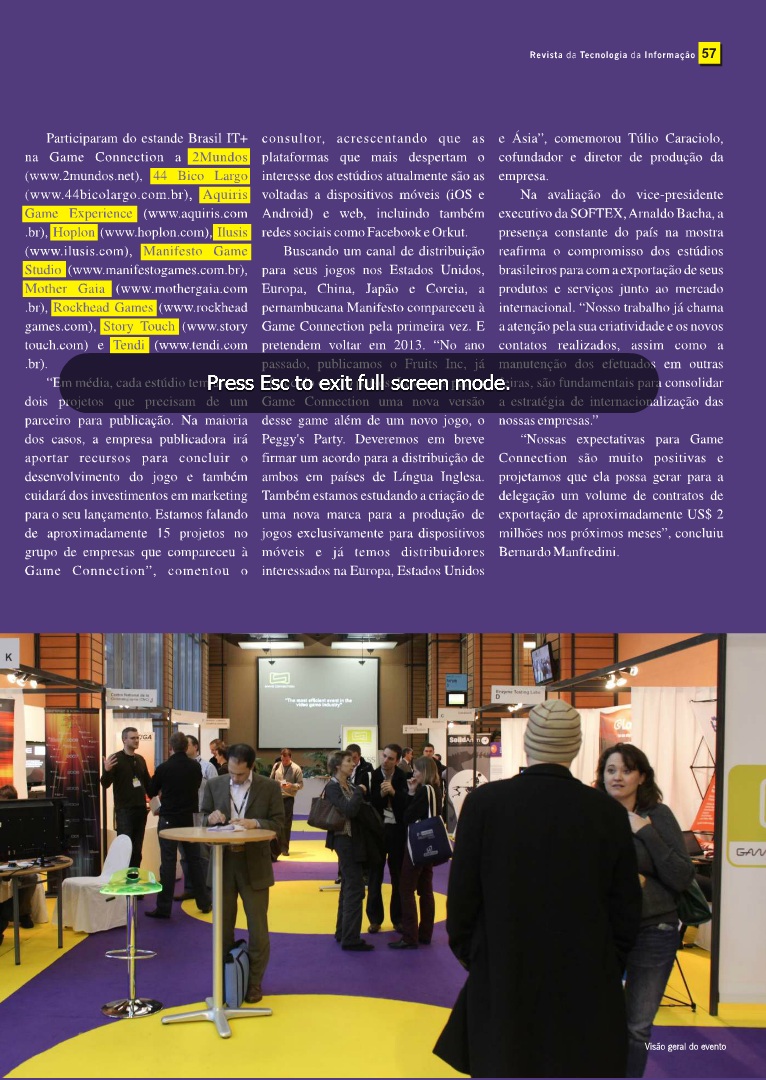 Revista da Tecnologia da Informação 57
Participaram do estande Brasil IT+
na Game Connection a 2Mundos
(www.2mundos.net), 44 Bico Largo
(www.44bicolargo.com.br), Aquiris
Game Experience (www.aquiris.com
.br), Hoplon (www.hoplon.com), Ilusis
(www.ilusis.com), Manifesto Game
Studio (www.manifestogames.com.br),
Mother Gaia (www.mothergaia.com
.br), Rockhead Games (www.rockhead
games.com), Story Touch (www.story
touch.com) e Tendi (www.tendi.com
.br).
“Em média, cada estúdio tem
dois projetos que precisam de um
parceiro para publicação. Na maioria
dos casos, a empresa publicadora irá
aportar recursos para concluir o
desenvolvimento do jogo e também
cuidará dos investimentos em marketing
para o seu lançamento. Estamos falando
de aproximadamente 15 projetos no
grupo de empresas que compareceu à
Game Connection”, comentou o
consultor, acrescentando que as
plataformas que mais despertam o
interesse dos estúdios atualmente são as
voltadas a dispositivos móveis (iOS e
Android) e web, incluindo também
redes sociais como Facebook e Orkut.
Buscando um canal de distribuição
para seus jogos nos Estados Unidos,
Europa, China, Japão e Coreia, a
pernambucana Manifesto compareceu à
Game Connection pela primeira vez. E
pretendem voltar em 2013. “No ano
passado, publicamos o Fruits Inc, já
Game Connection uma nova versão
desse game além de um novo jogo, o
Peggy's Party. Deveremos em breve
firmar um acordo para a distribuição de
ambos em países de Língua Inglesa.
Também estamos estudando a criação de
uma nova marca para a produção de
jogos exclusivamente para dispositivos
móveis e já temos distribuidores
interessados na Europa, Estados Unidos
e Ásia”, comemorou Túlio Caraciolo,
cofundador e diretor de produção da
empresa.
Na avaliação do vice-presidente
executivo da SOFTEX, Arnaldo Bacha, a
presença constante do país na mostra
reafirma o compromisso dos estúdios
brasileiros para com a exportação de seus
produtos e serviços junto ao mercado
internacional. “Nosso trabalho já chama
a atenção pela sua criatividade e os novos
contatos realizados, assim como a
manutenção dos efetuados em outras
feiras, são fundamentais para consolidar
a estratégia de internacionalização das
nossas empresas.”
“Nossas expectativas para Game
Connection são muito positivas e
projetamos que ela possa gerar para a
delegação um volume de contratos de
exportação de aproximadamente US$ 2
milhões nos próximos meses”, concluiu
Bernardo Manfredini.
Press Esc to exit full screen mode.
K
"The most efficient event in the
video game industry"
D
Visão geral do evento